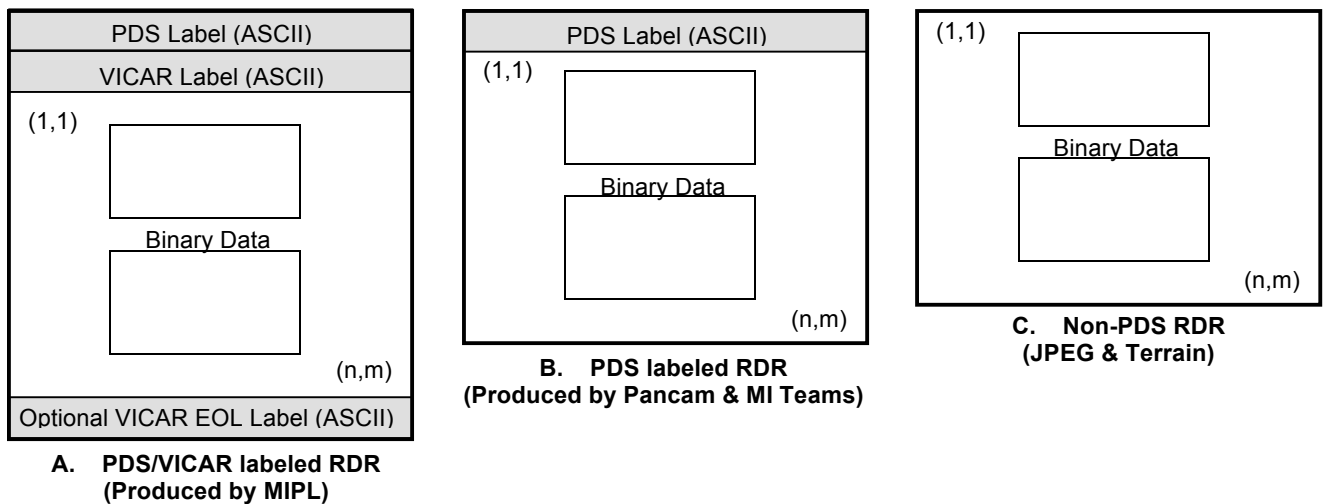 PDS Label (ASCII)
VICAR Label (ASCII)
(1,1)
Binary Data
(n,m)
Optional VICAR EOL Label (ASCII)
A. PDS/VICAR labeled RDR
(Produced by MIPL)
PDS Label (ASCII)
(1,1)
Binary Data
(n,m)
B. PDS labeled RDR
(Produced by Pancam & MI Teams)
(1,1)
Binary Data
(n,m)
C. Non-PDS RDR
(JPEG & Terrain)